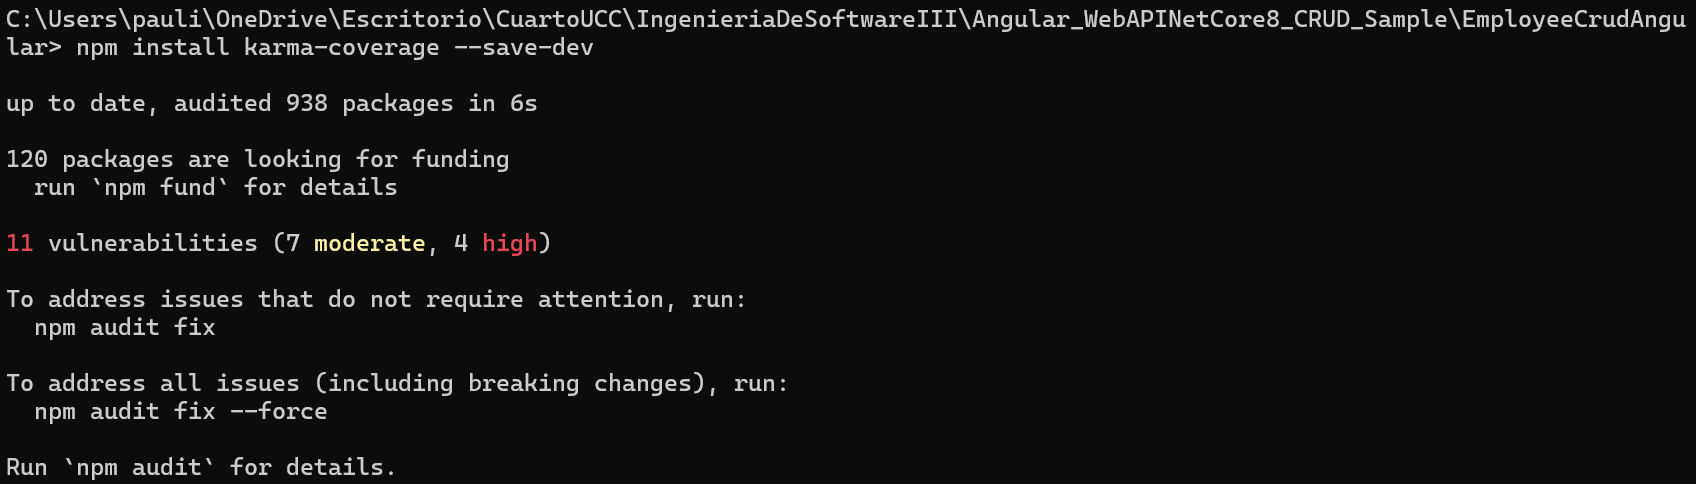 C:\Users\pauli\OneDrive\Escritorio\CuartoUCC\IngenieriaDeSoftwareIII\Angular_WebAPINetCore8_CRUD_Sample\EmployeeCrudAngu
lar> npm install karma-coverage --save-dev
up to date, audited 938 packages in 6s
120 packages are looking for funding
  run `npm fund` for details
11 vulnerabilities (7 moderate, 4 high)
To address issues that do not require attention, run:
  npm audit fix
To address all issues (including breaking changes), run:
  npm audit fix --force
Run `npm audit` for details.